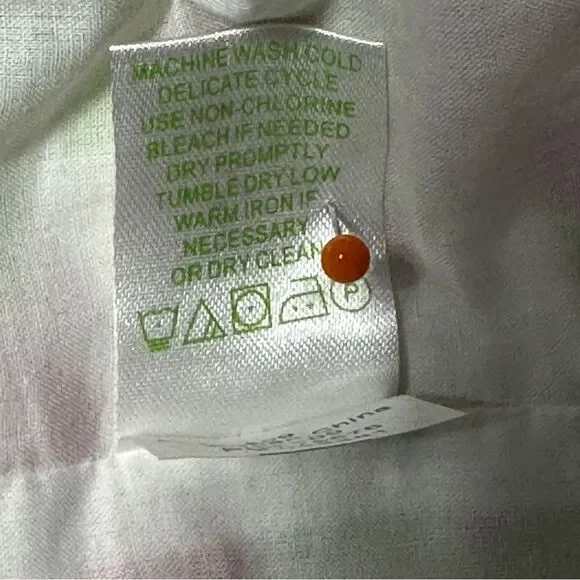 MACHINE WASH COLD
DELICATE CYCLE
USE NON-CHLORINE
BLEACH IF NEEDED
DRY PROMPTLY
TUMBLE DRY LOW
WARM IRON IF
NECESSARY
OR DRY CLEAN
P
China